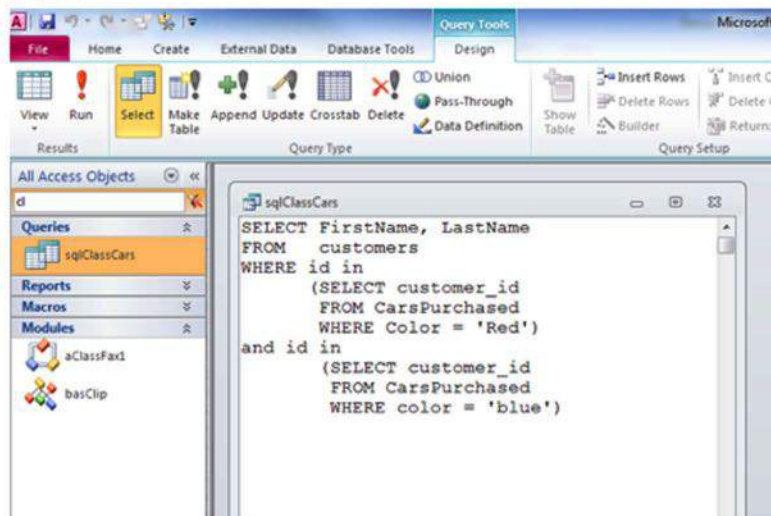 A
Query Tools
Microsoft
File Home Create External Data Database Tools Design
View
Run
Select
Make Table
Append
Update
Crosstab
Delete
Union
Pass-Through
Data Definition
Show Table
Insert Rows
Delete Rows
Builder
Insert C
Delete
Return:
Results
Query Type
Query Setup
All Access Objects
d
Queries
sqlClassCars
Reports
Macros
Modules
aClassFax1
basClip
sqlClassCars
SELECT FirstName, LastName
FROM customers
WHERE id in
(SELECT customer_id
FROM CarsPurchased
WHERE Color = 'Red')
and id in
(SELECT customer_id
FROM CarsPurchased
WHERE color = 'blue')